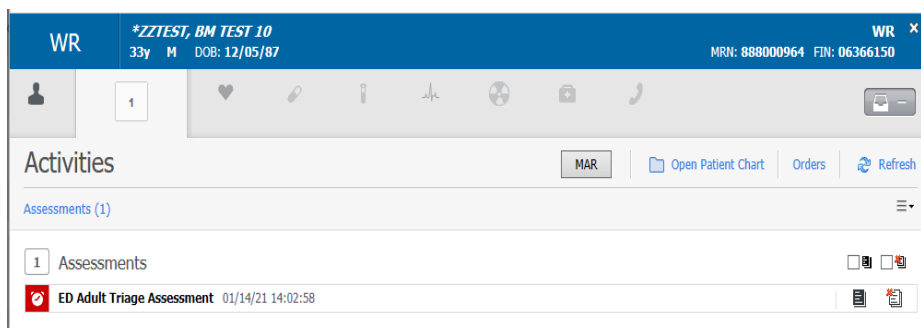 WR *ZZTEST, BM TEST 10 WR ×
33y M DOB: 12/05/87 MRN: 888000964 FIN: 06366150
1
Activities MAR Open Patient Chart Orders Refresh
Assessments (1)
1 Assessments
ED Adult Triage Assessment 01/14/21 14:02:58